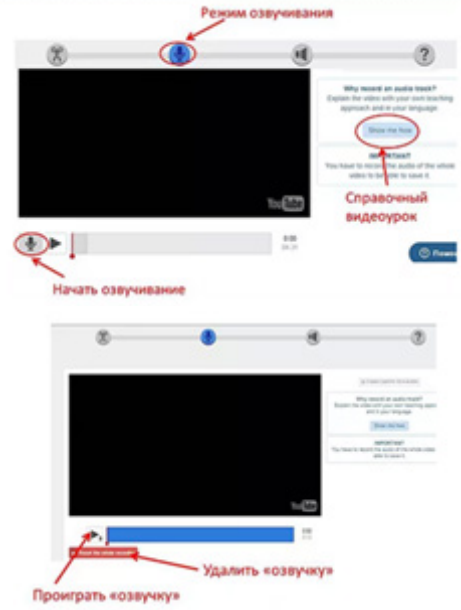 Режим озвучивания
?
Why record an audio track?
Explain the video with your own teaching
approach and in your language
Show me how
IMPORTANT!
You have to record the audio of the whole
video to be able to save it.
YouTube
Справочный
видеоурок
0:00
Начать озвучивание
?
Why record an audio track?
Explain the video with your own teaching
and in your language
Show me how
IMPORTANT!
You have to record the audio of the whole video
able to save it.
YouTube
Удалить «озвучку»
Проиграть «озвучку»